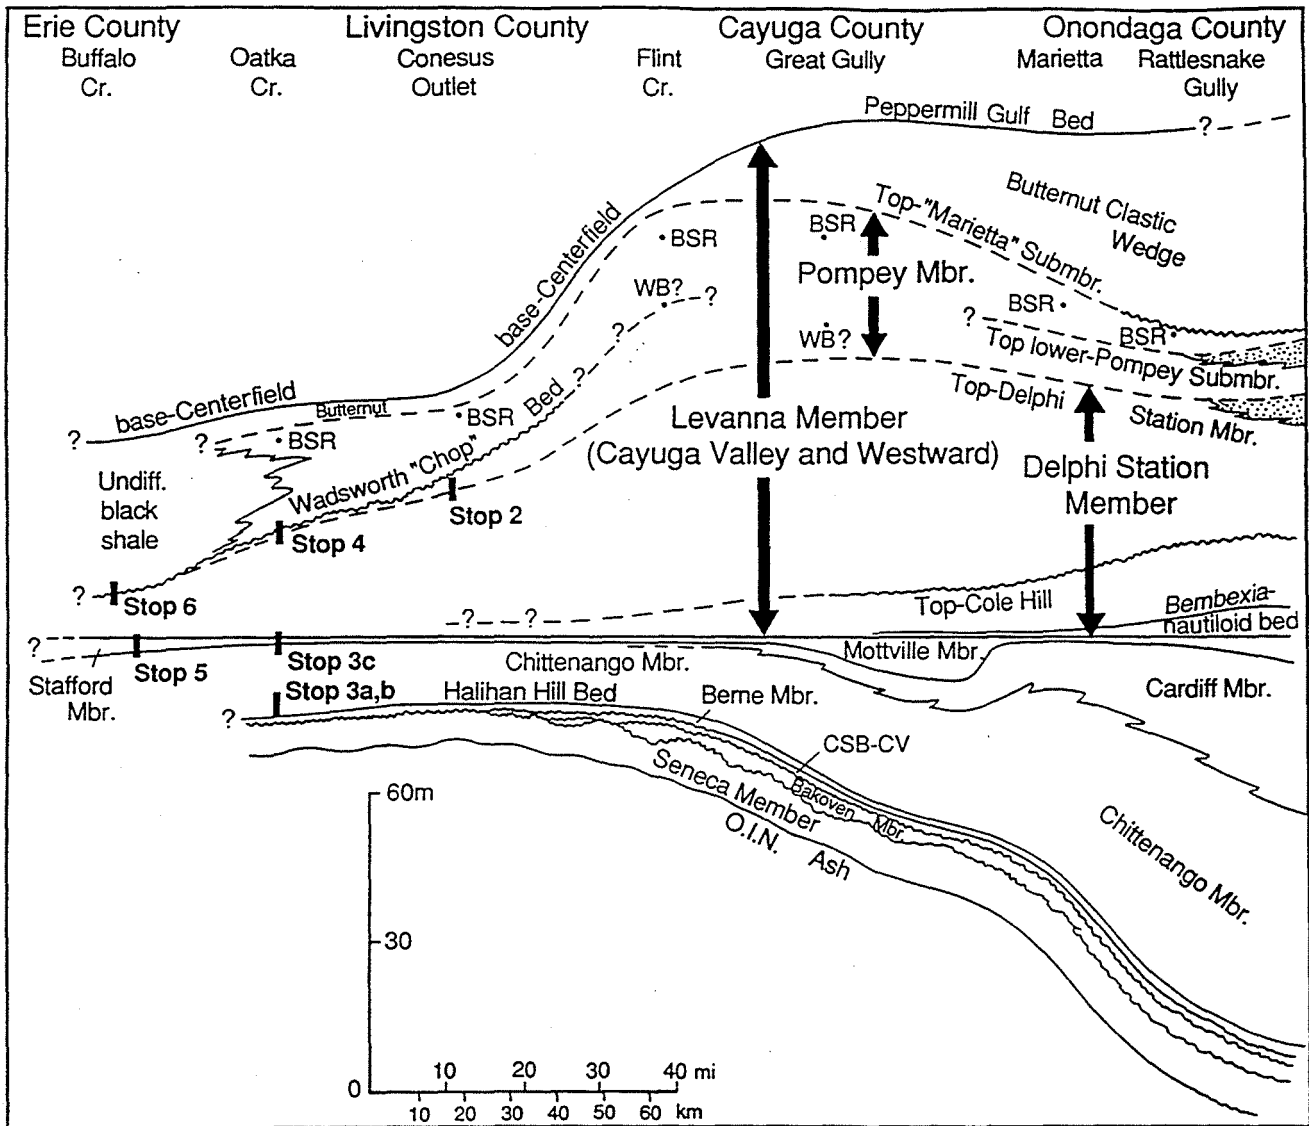 Erie County Livingston County Cayuga County Onondaga County
Buffalo Cr.
Oatka Cr.
Conesus Outlet
Flint Cr.
Great Gully
Marietta
Rattlesnake Gully
Peppermill Gulf Bed
?
Butternut Clastic
Wedge
Top-"Marietta" Submbr.
base-Centerfield
BSR
BSR
Pompey Mbr.
WB?
?
WB?
BSR
?
BSR
Top lower-Pompey Submbr.
base-Centerfield
Butternut
?
?
BSR
BSR
?
?
Wadsworth "Chop" Bed
Top-Delphi Station Mbr.
Levanna Member
(Cayuga Valley and Westward)
Delphi Station
Member
Undiff.
black
shale
Stop 2
Stop 4
?
Stop 6
?
?
Top-Cole Hill
Bembexia-
nautiloid bed
?
Stafford
Mbr.
Stop 5
Stop 3c
Stop 3a,b
Chittenango Mbr.
Mottville Mbr.
Cardiff Mbr.
?
Halihan Hill Bed
Berne Mbr.
CSB-CV
Bakoven Mbr.
Seneca Member
O.I.N. Ash
Chittenango Mbr.
60m
30
0
10 20 30 40 mi
10 20 30 40 50 60 km